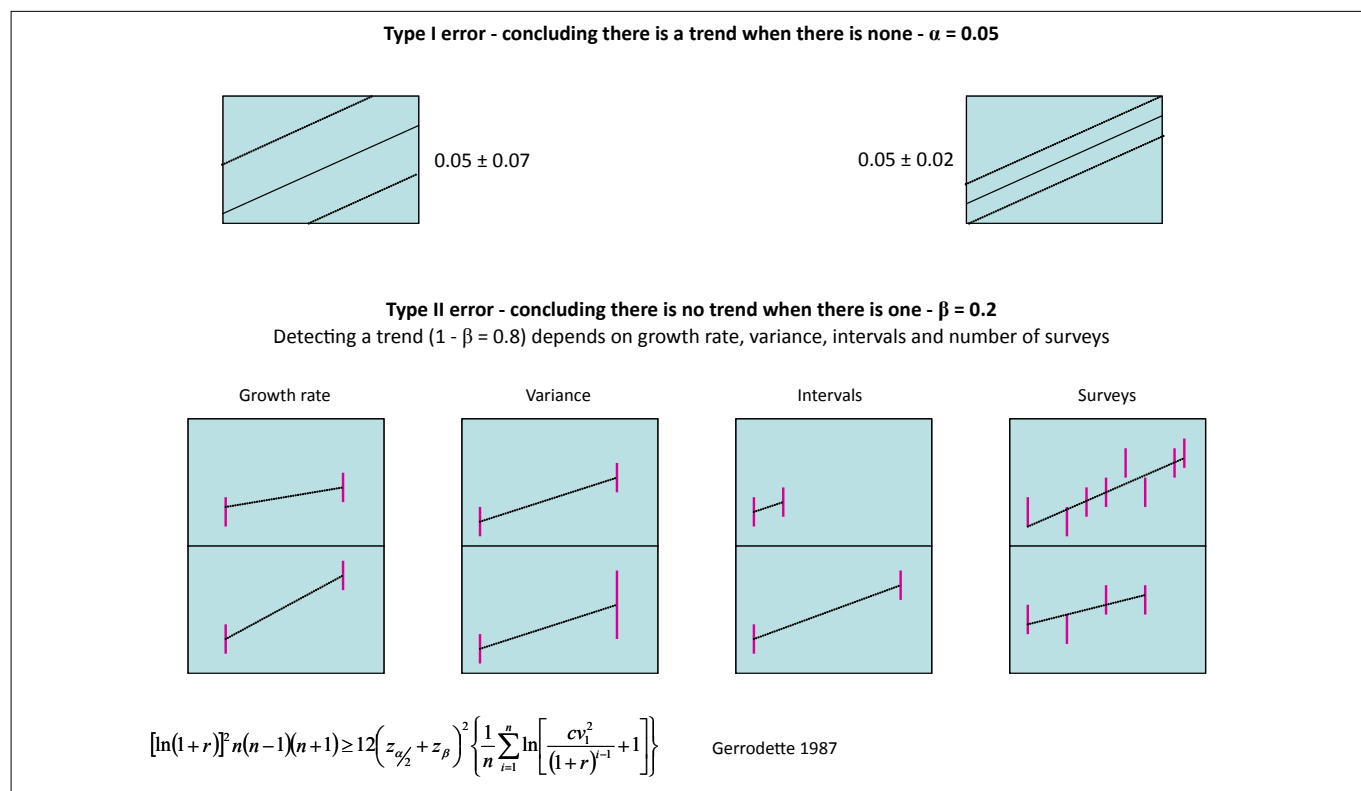 Type I error - concluding there is a trend when there is none - α = 0.05
0.05 ± 0.07
0.05 ± 0.02
Type II error - concluding there is no trend when there is one - β = 0.2
Detecting a trend (1 - β = 0.8) depends on growth rate, variance, intervals and number of surveys
Growth rate
Variance
Intervals
Surveys
[ln(1+r)]² n(n−1)(n+1) ≥ 12(z_{α/2} + z_β)² {1/n ∑_{i=1}^{n} ln[cv₁²/(1+r)^{i−1} + 1]}
Gerrodette 1987